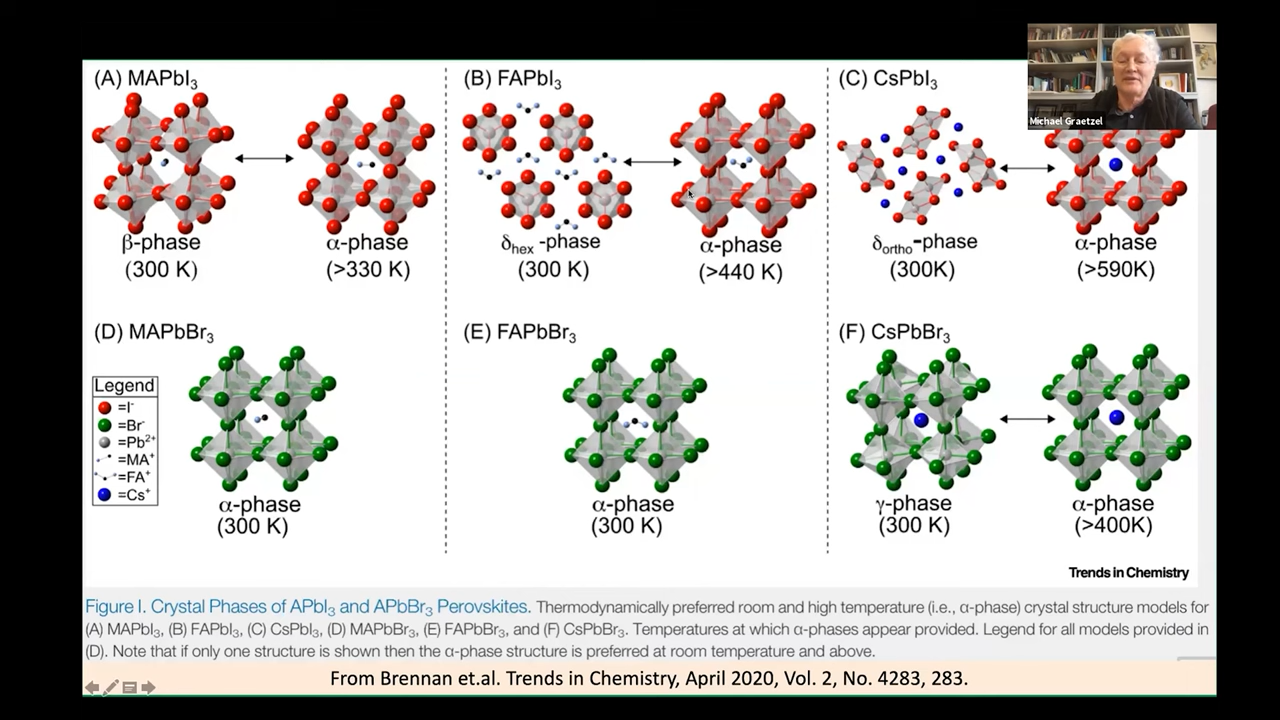 Michael Graetzel
(A) MAPbI₃
β-phase
(300 K)
α-phase
(>330 K)
(B) FAPbI₃
δhex -phase
(300 K)
α-phase
(>440 K)
(C) CsPbI₃
δortho-phase
(300K)
α-phase
(>590K)
(D) MAPbBr₃
Legend
=I⁻
=Br⁻
=Pb²⁺
=MA⁺
=FA⁺
=Cs⁺
α-phase
(300 K)
(E) FAPbBr₃
α-phase
(300 K)
(F) CsPbBr₃
γ-phase
(300 K)
α-phase
(>400K)
Trends in Chemistry
Figure I. Crystal Phases of APbI₃ and APbBr₃ Perovskites. Thermodynamically preferred room and high temperature (i.e., α-phase) crystal structure models for
(A) MAPbI₃, (B) FAPbI₃, (C) CsPbI₃, (D) MAPbBr₃, (E) FAPbBr₃, and (F) CsPbBr₃. Temperatures at which α-phases appear provided. Legend for all models provided in
(D). Note that if only one structure is shown then the α-phase structure is preferred at room temperature and above.
From Brennan et.al. Trends in Chemistry, April 2020, Vol. 2, No. 4283, 283.